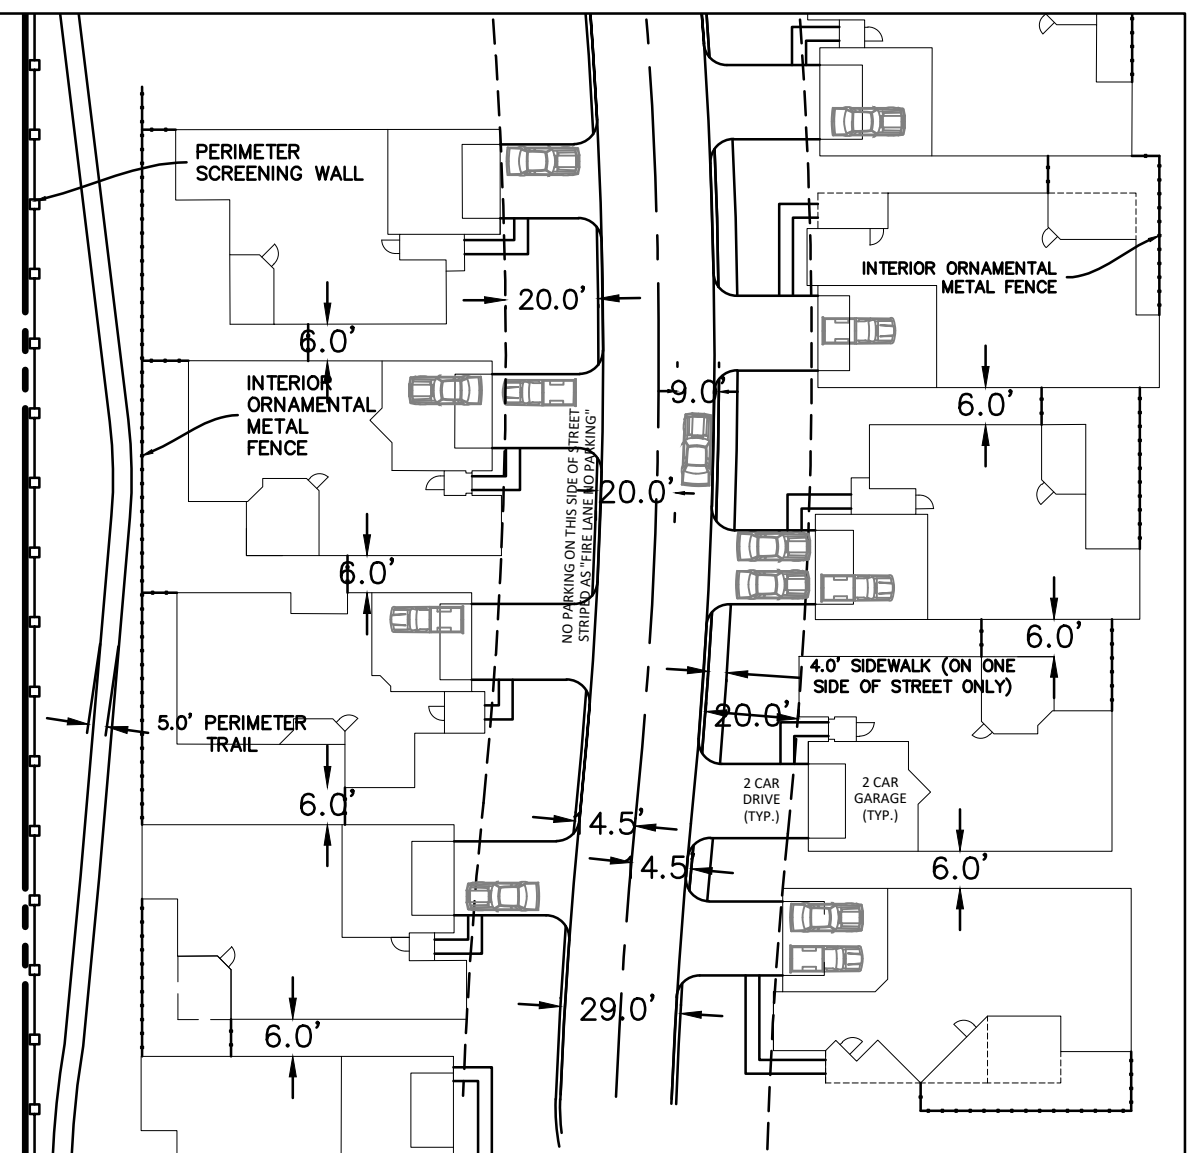 PERIMETER
SCREENING WALL
INTERIOR ORNAMENTAL
METAL FENCE
20.0'
6.0'
INTERIOR
ORNAMENTAL
METAL
FENCE
9.0'
6.0'
NO PARKING ON THIS SIDE OF STREET
STRIPED AS "FIRE LANE NO PARKING"
20.0'
6.0'
6.0'
4.0' SIDEWALK (ON ONE
SIDE OF STREET ONLY)
5.0' PERIMETER
TRAIL
20.0'
2 CAR
DRIVE
(TYP.)
2 CAR
GARAGE
(TYP.)
6.0'
4.5'
4.5'
6.0'
29.0'
6.0'